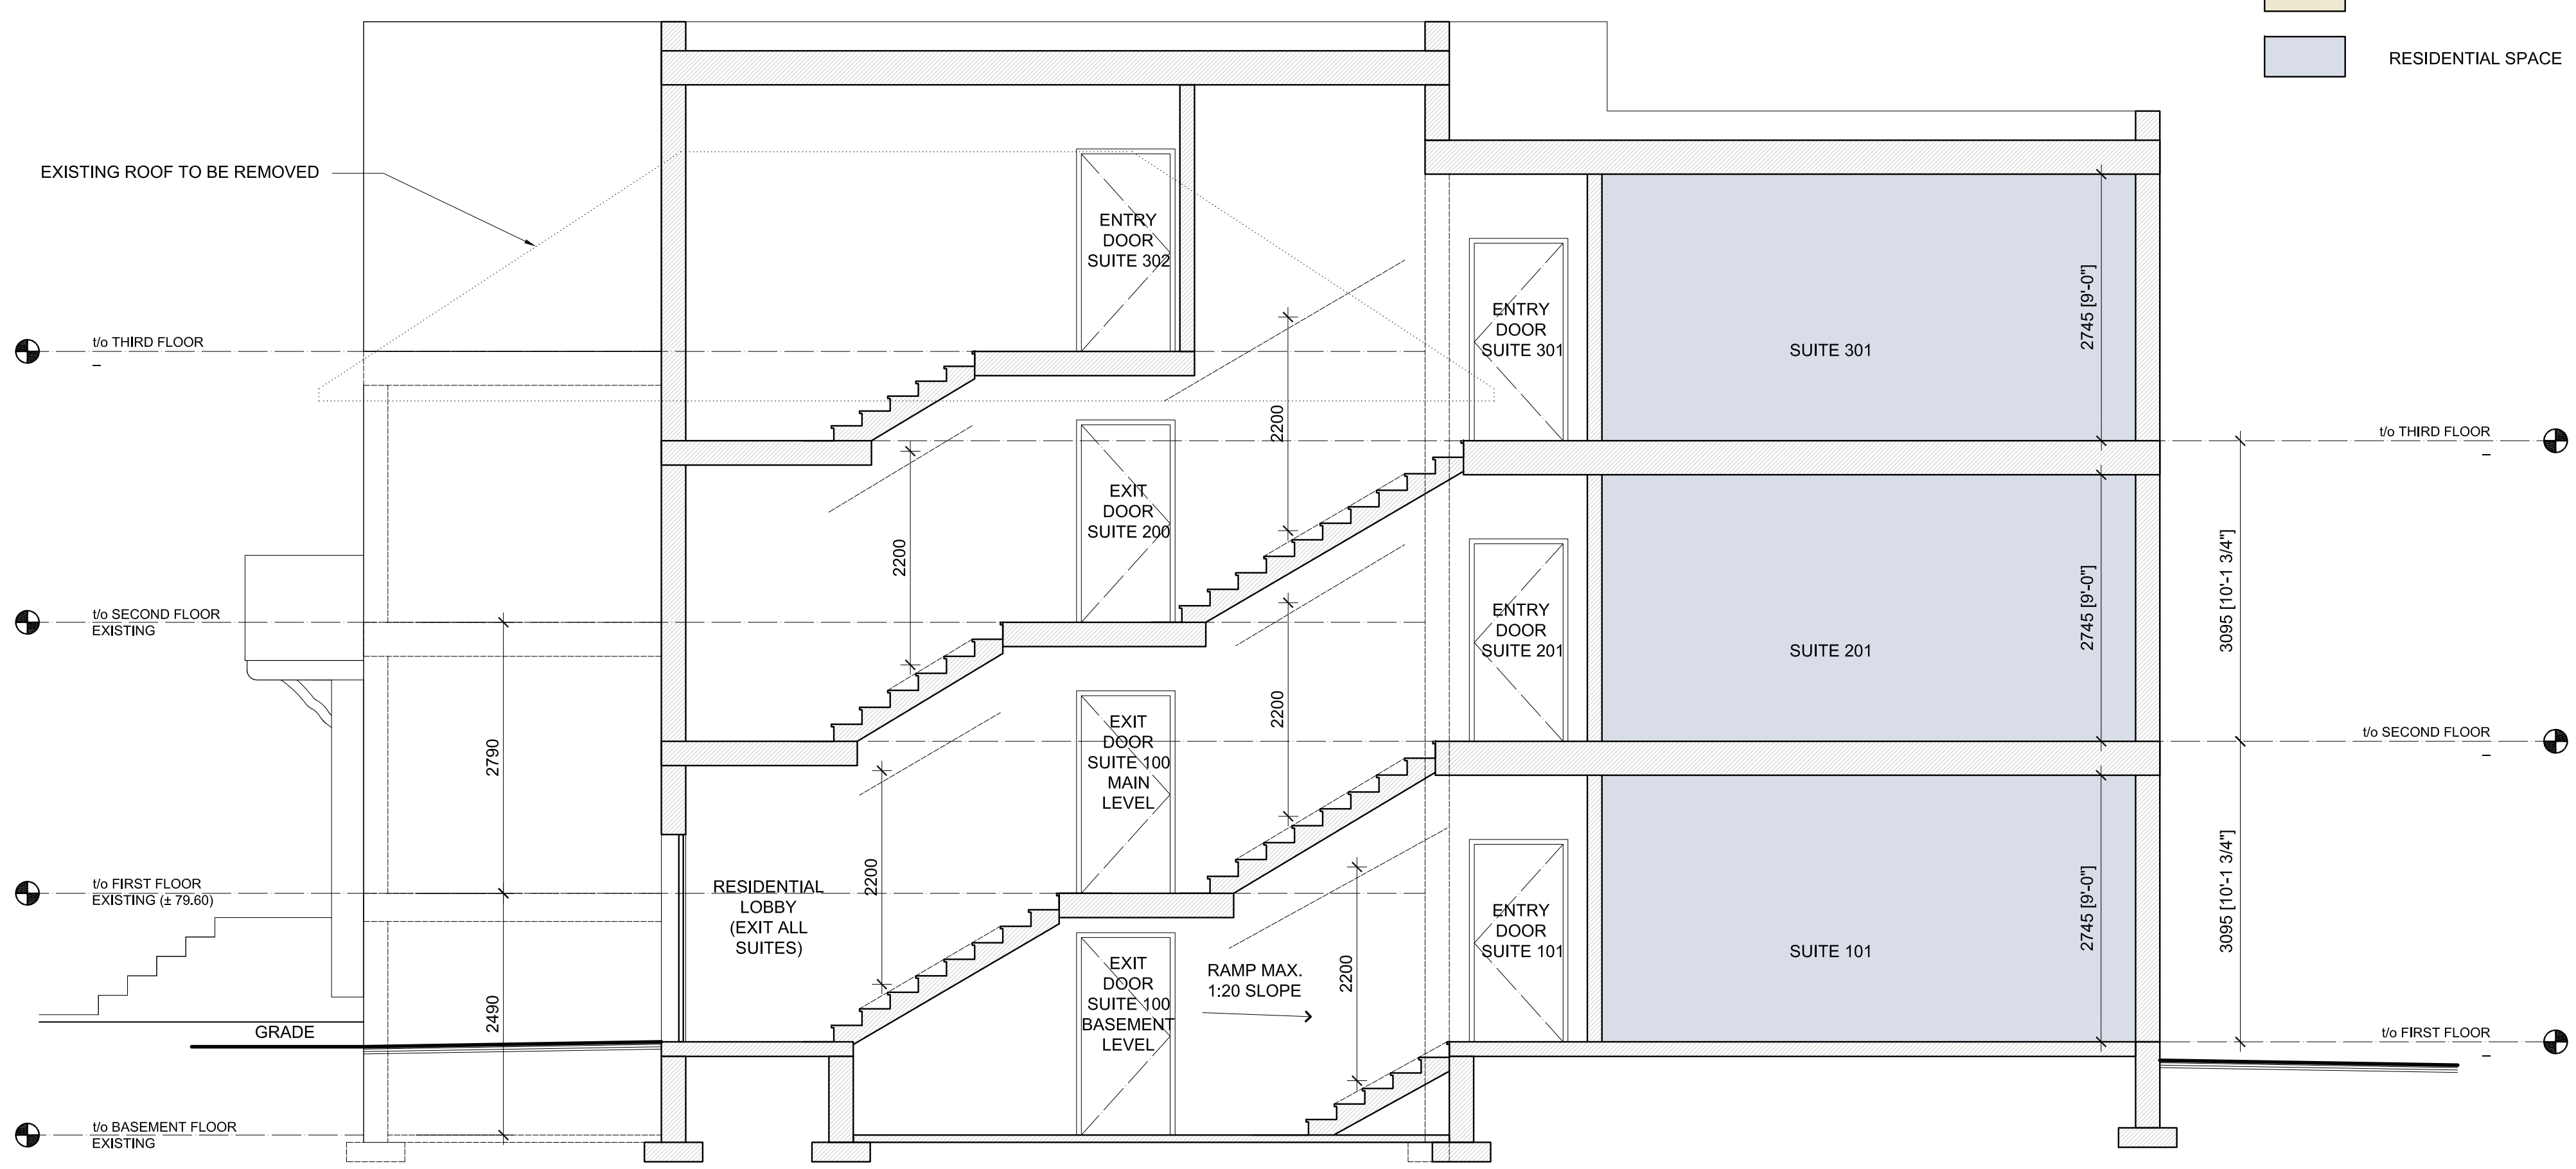 RESIDENTIAL SPACE
EXISTING ROOF TO BE REMOVED
ENTRY
DOOR
SUITE 302
ENTRY
DOOR
SUITE 301
SUITE 301
2745 [9'-0"]
t/o THIRD FLOOR
–
2200
t/o THIRD FLOOR
–
EXIT
DOOR
SUITE 200
2200
3095 [10'-1 3/4"]
t/o SECOND FLOOR
EXISTING
ENTRY
DOOR
SUITE 201
SUITE 201
2745 [9'-0"]
2200
t/o SECOND FLOOR
–
2790
EXIT
DOOR
SUITE 100
MAIN
LEVEL
2200
t/o FIRST FLOOR
EXISTING (± 79.60)
RESIDENTIAL
LOBBY
(EXIT ALL
SUITES)
ENTRY
DOOR
SUITE 101
SUITE 101
2745 [9'-0"]
3095 [10'-1 3/4"]
EXIT
DOOR
SUITE 100
BASEMENT
LEVEL
RAMP MAX.
1:20 SLOPE
2200
2490
GRADE
t/o FIRST FLOOR
–
t/o BASEMENT FLOOR
EXISTING